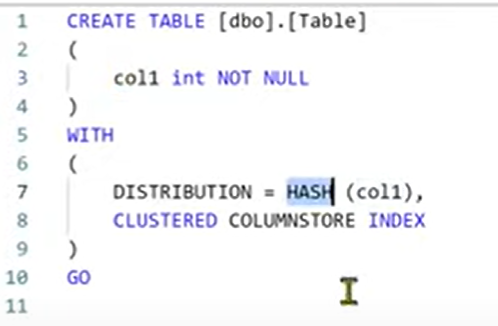 1 CREATE TABLE [dbo].[Table]
2 (
3 col1 int NOT NULL
4 )
5 WITH
6 (
7 DISTRIBUTION = HASH (col1),
8 CLUSTERED COLUMNSTORE INDEX
9 )
10 GO
11